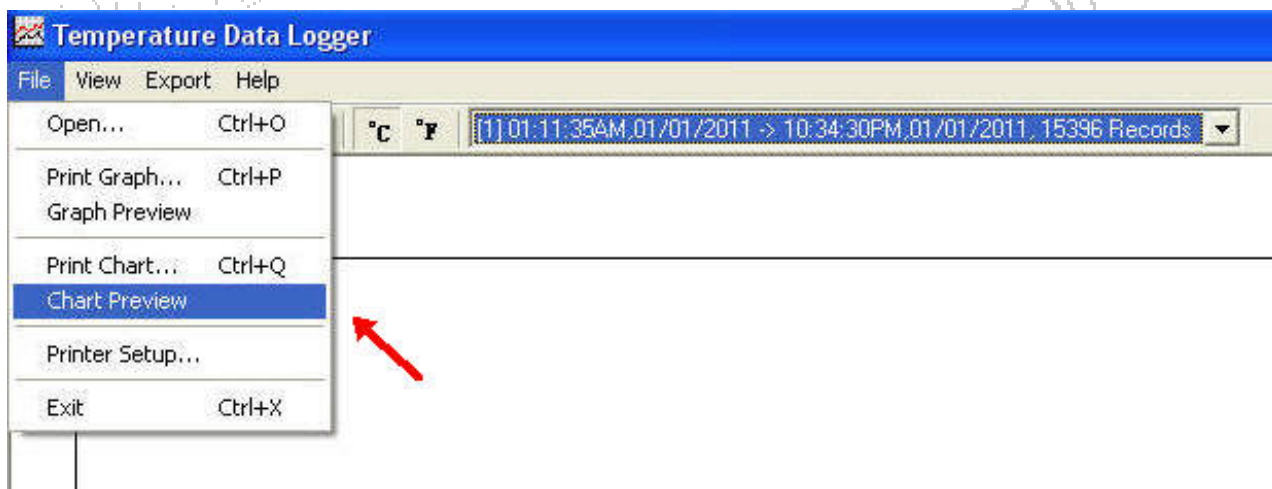 Temperature Data Logger
File View Export Help
°C °F [1] 01:11:35AM,01/01/2011 -> 10:34:30PM,01/01/2011, 15396 Records
Open... Ctrl+O
Print Graph... Ctrl+P
Graph Preview
Print Chart... Ctrl+Q
Chart Preview
Printer Setup...
Exit Ctrl+X